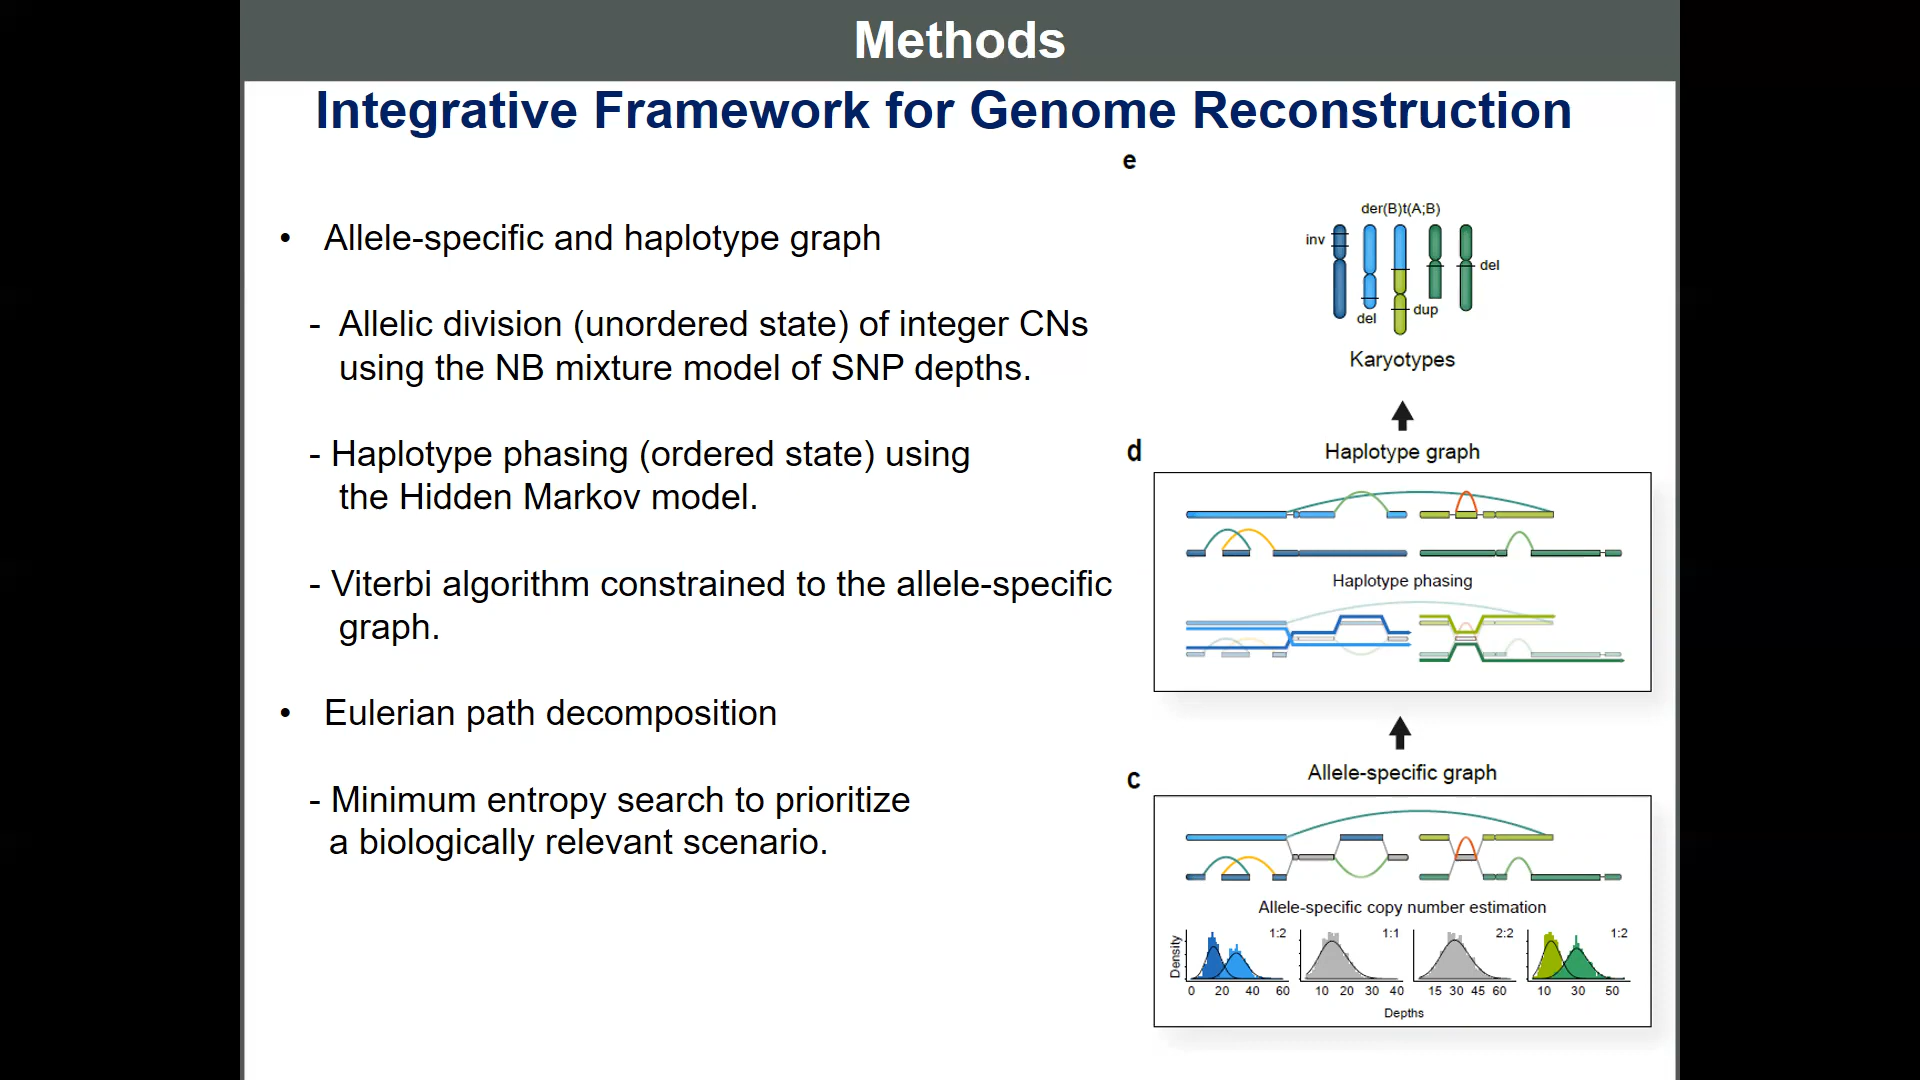 Methods
Integrative Framework for Genome Reconstruction
• Allele-specific and haplotype graph
- Allelic division (unordered state) of integer CNs
using the NB mixture model of SNP depths.
- Haplotype phasing (ordered state) using
the Hidden Markov model.
- Viterbi algorithm constrained to the allele-specific
graph.
• Eulerian path decomposition
- Minimum entropy search to prioritize
a biologically relevant scenario.
e
der(B)t(A;B)
inv
del
del
dup
Karyotypes
d
Haplotype graph
Haplotype phasing
Allele-specific graph
c
Allele-specific copy number estimation
Density
1:2
1:1
2:2
1:2
0 20 40 60
10 20 30 40
15 30 45 60
10 30 50
Depths